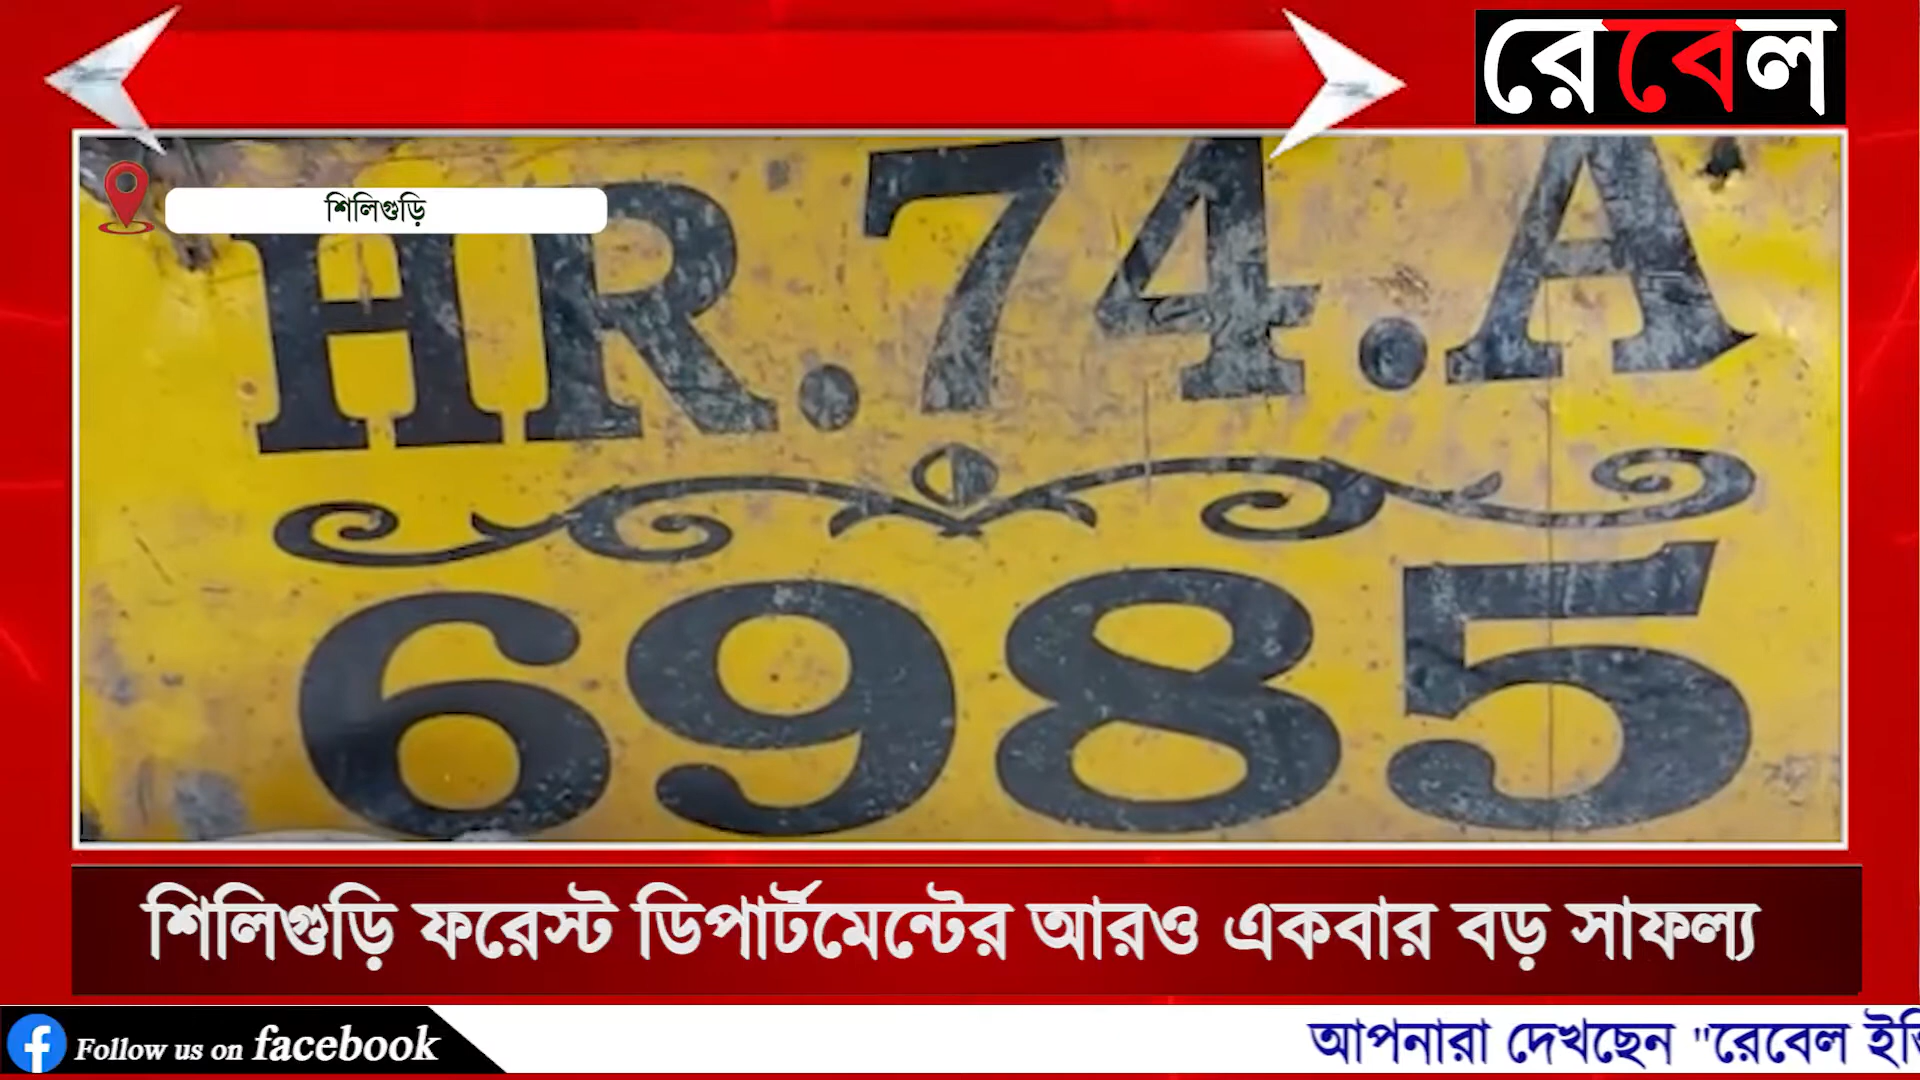 রেবেল
শিলিগুড়ি
HR.74.A
6985
শিলিগুড়ি ফরেস্ট ডিপার্টমেন্টের আরও একবার বড় সাফল্য
Follow us on facebook
আপনারা দেখছেন "রেবেল